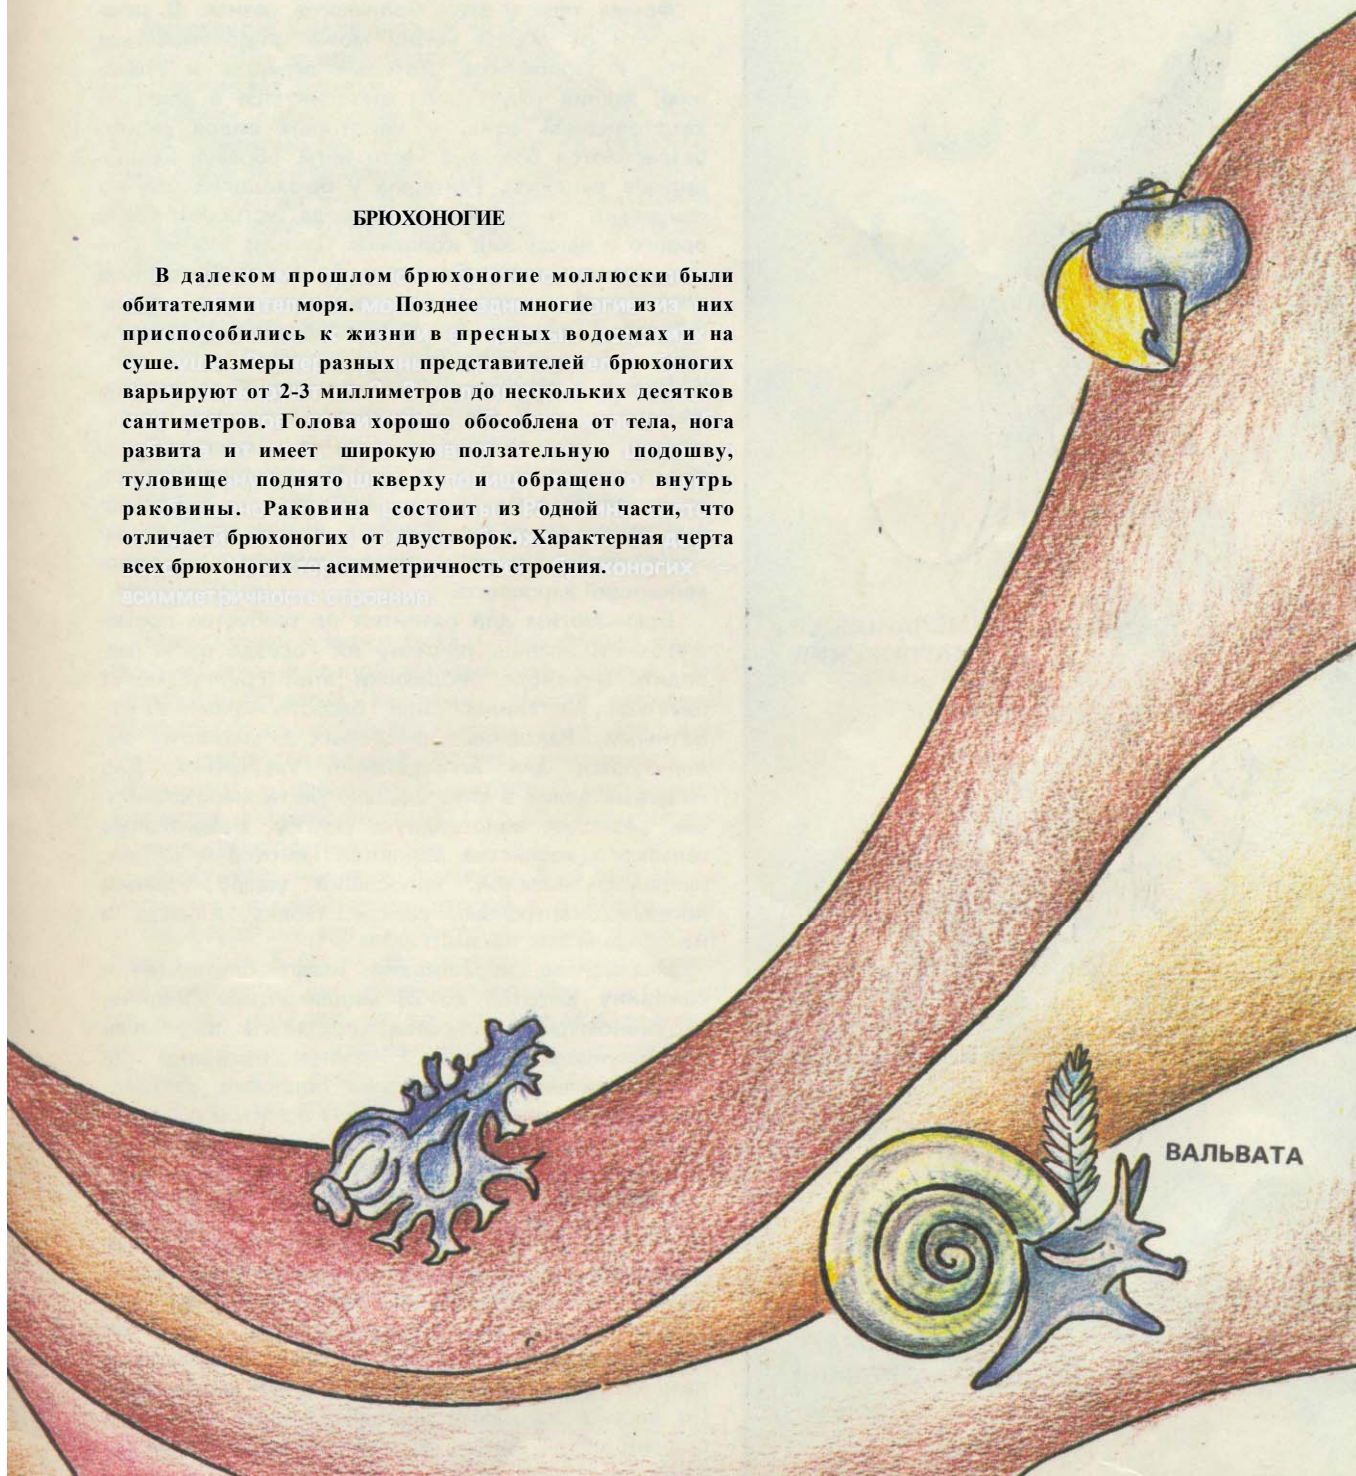 БРЮХОНОГИЕ
В далеком прошлом брюхоногие моллюски были
обитателями моря. Позднее многие из них
приспособились к жизни в пресных водоемах и на
суше. Размеры разных представителей брюхоногих
варьируют от 2-3 миллиметров до нескольких десятков
сантиметров. Голова хорошо обособлена от тела, нога
развита и имеет широкую ползательную подошву,
туловище поднято кверху и обращено внутрь
раковины. Раковина состоит из одной части, что
отличает брюхоногих от двустворок. Характерная черта
всех брюхоногих — асимметричность строения.
асимметричность строения.
ВАЛЬВАТА